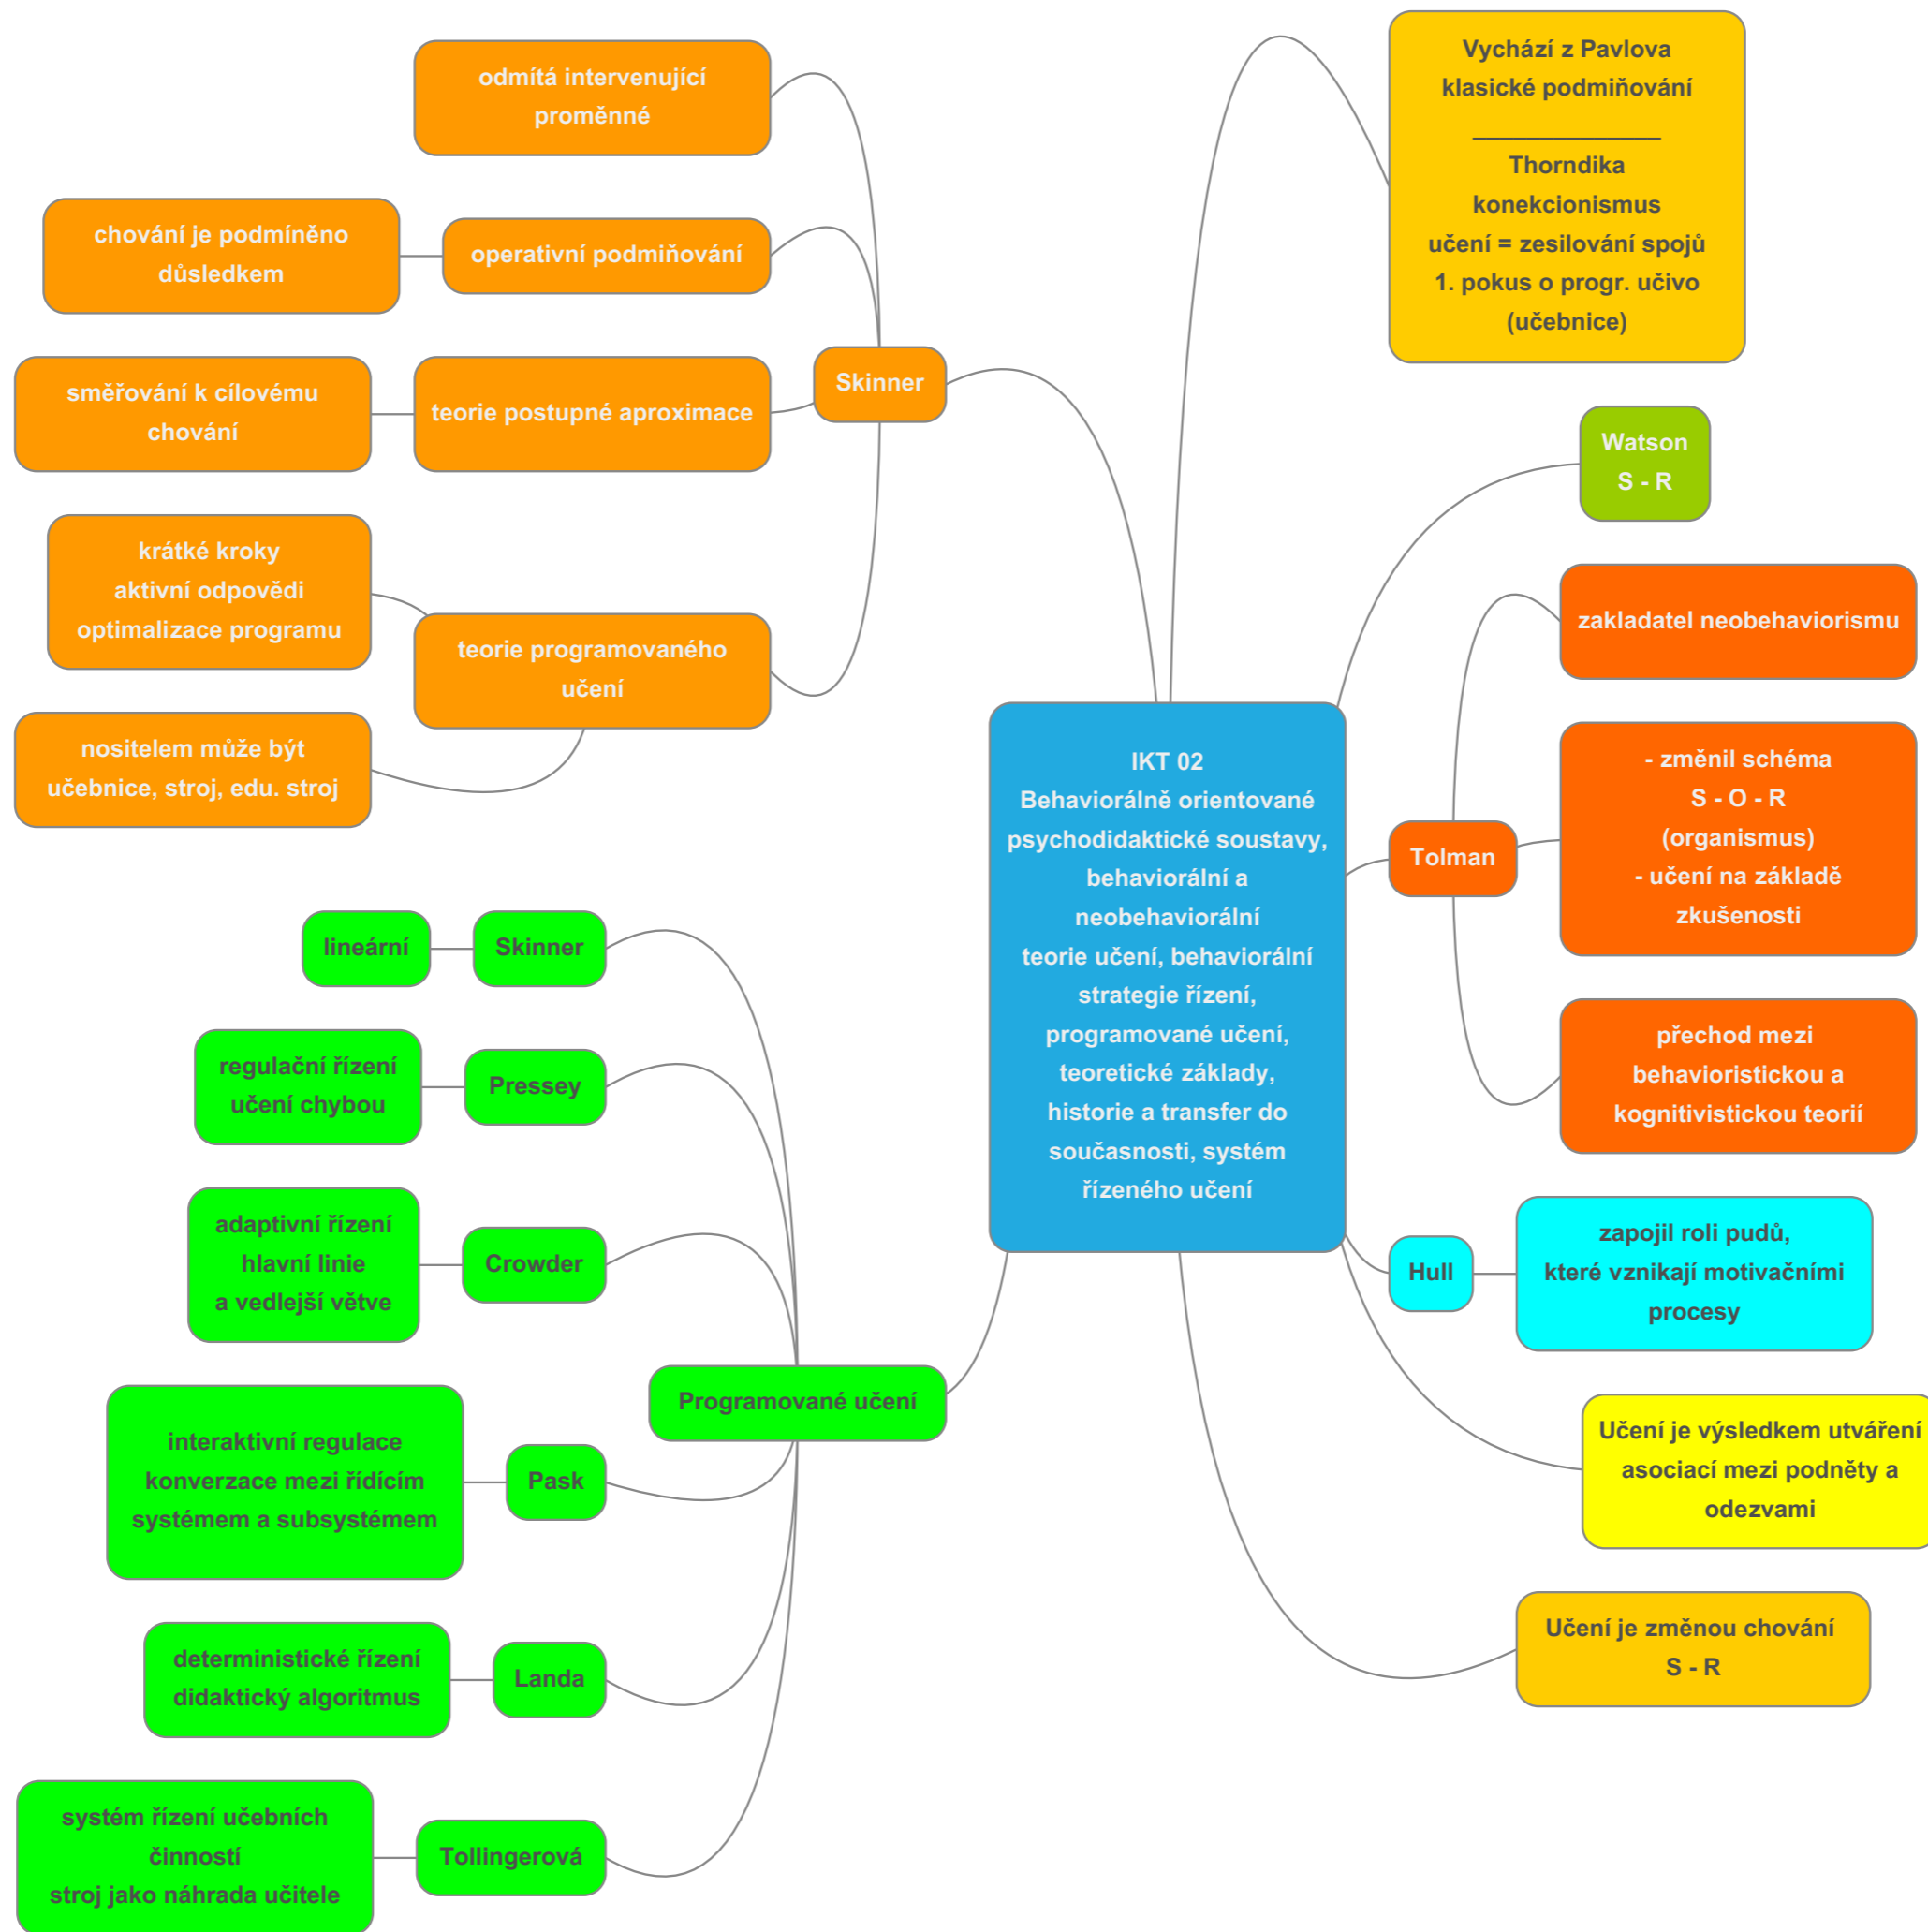 odmítá intervenující
proměnné
chování je podmíněno
důsledkem
operativní podmiňování
směřování k cílovému
chování
teorie postupné aproximace
Skinner
krátké kroky
aktivní odpovědi
optimalizace programu
teorie programovaného
učení
nositelem může být
učebnice, stroj, edu. stroj
Vychází z Pavlova
klasické podmiňování
______________
Thorndika
konekcionismus
učení = zesilování spojů
1. pokus o progr. učivo
(učebnice)
Watson
S - R
zakladatel neobehaviorismu
- změnil schéma
S - O - R
(organismus)
- učení na základě
zkušenosti
Tolman
přechod mezi
behavioristickou a
kognitivistickou teorií
IKT 02
Behaviorálně orientované
psychodidaktické soustavy,
behaviorální a
neobehaviorální
teorie učení, behaviorální
strategie řízení,
programované učení,
teoretické základy,
historie a transfer do
současnosti, systém
řízeného učení
Hull
zapojil roli pudů,
které vznikají motivačními
procesy
Učení je výsledkem utváření
asociací mezi podněty a
odezvami
Učení je změnou chování
S - R
lineární
Skinner
regulační řízení
učení chybou
Pressey
adaptivní řízení
hlavní linie
a vedlejší větve
Crowder
Programované učení
interaktivní regulace
konverzace mezi řídícím
systémem a subsystémem
Pask
deterministické řízení
didaktický algoritmus
Landa
systém řízení učebních
činností
stroj jako náhrada učitele
Tollingerová